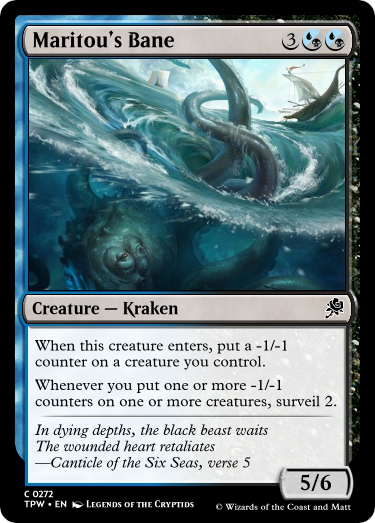 Maritou's Bane 3
Creature — Kraken
When this creature enters, put a -1/-1
counter on a creature you control.
Whenever you put one or more -1/-1
counters on one or more creatures, surveil 2.
In dying depths, the black beast waits
The wounded heart retaliates
—Canticle of the Six Seas, verse 5
5/6
C 0272
TPW • EN Legends of the Cryptids
© Wizards of the Coast and Matt